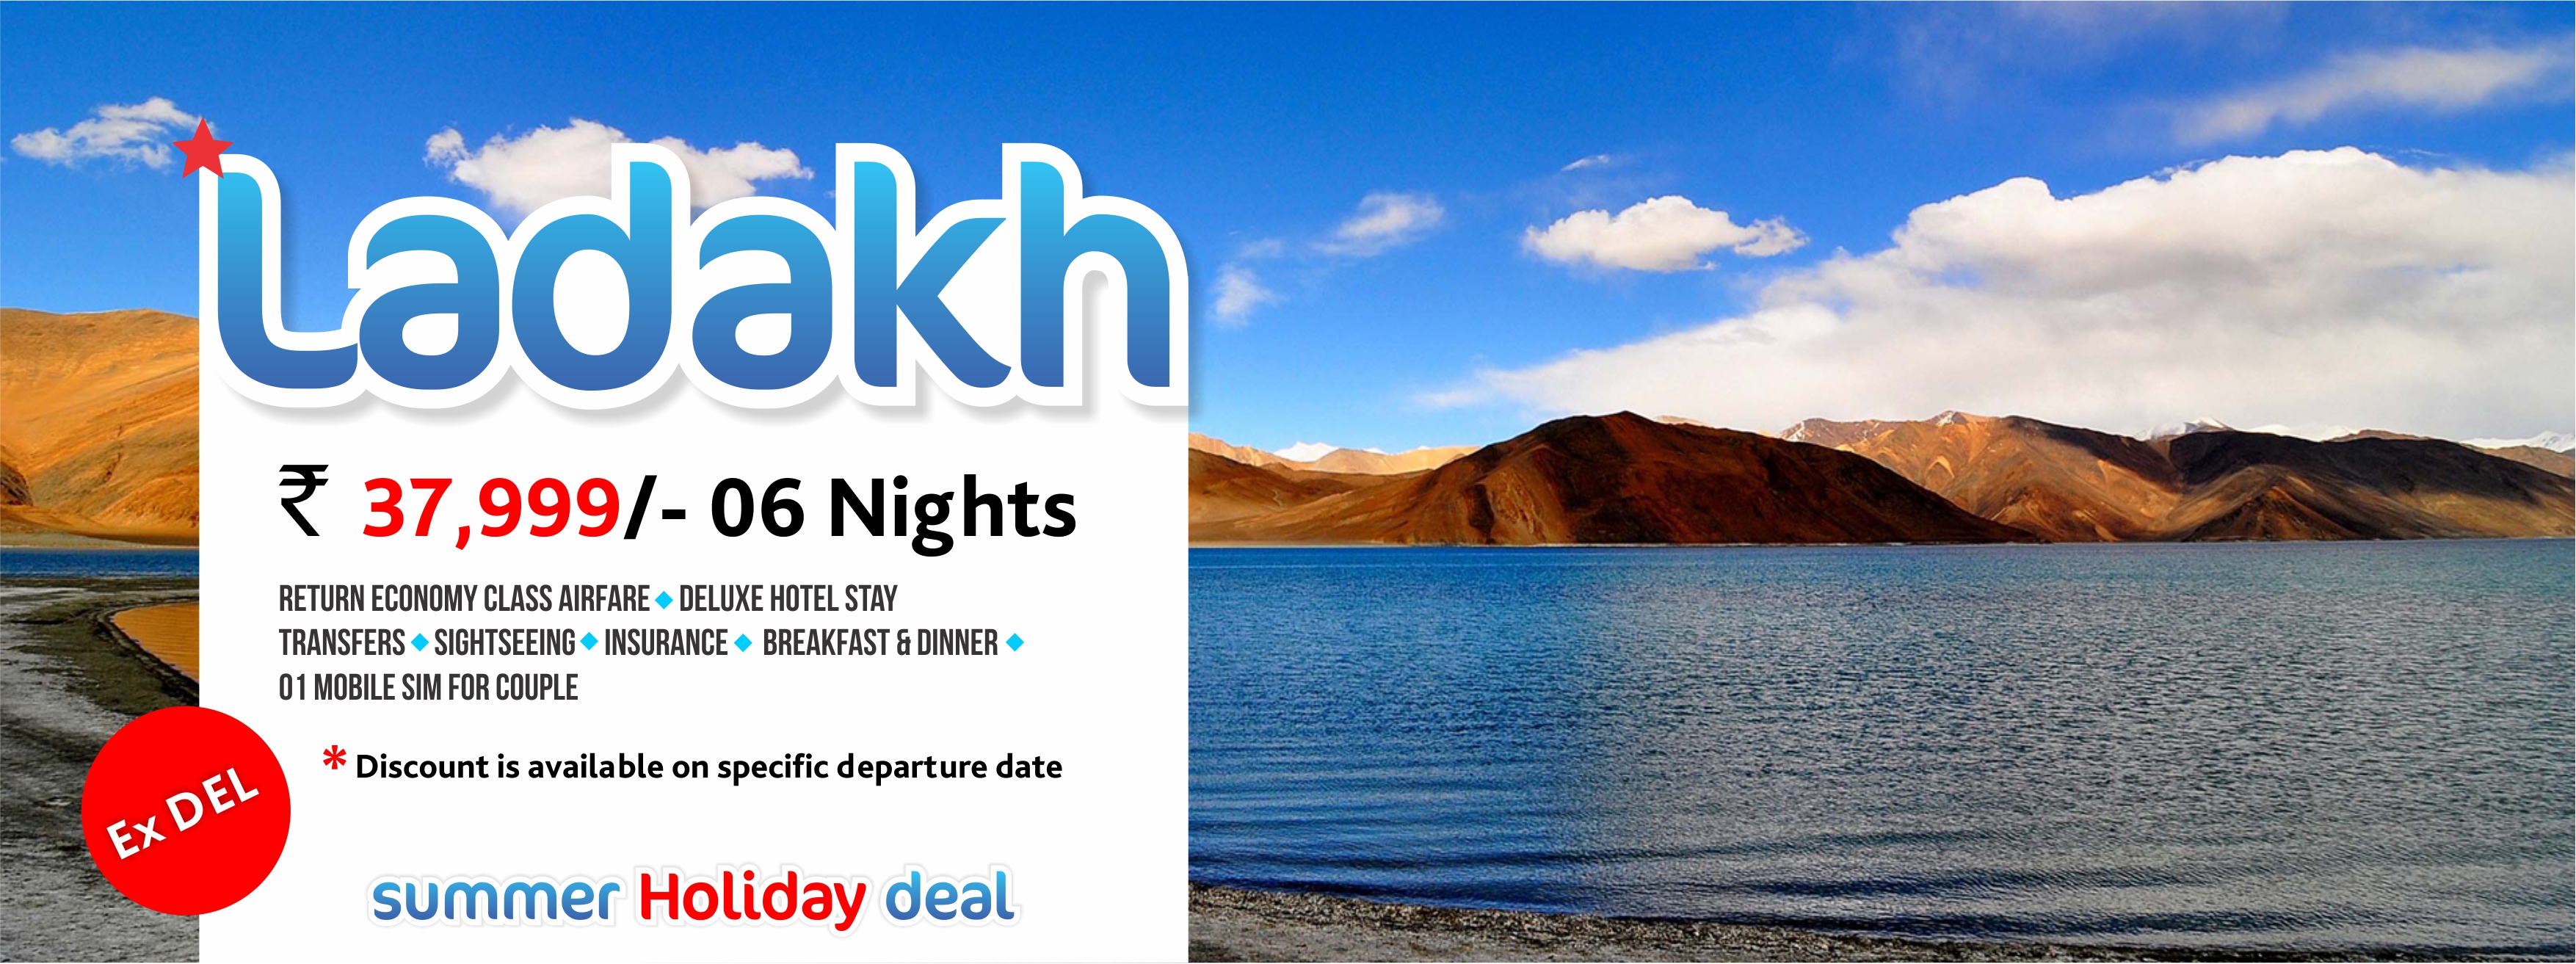 Ladakh
₹ 37,999/- 06 Nights
RETURN ECONOMY CLASS AIRFARE ◆ DELUXE HOTEL STAY
TRANSFERS ◆ SIGHTSEEING ◆ INSURANCE ◆ BREAKFAST & DINNER ◆
01 MOBILE SIM FOR COUPLE
* Discount is available on specific departure date
Ex DEL
summer Holiday deal